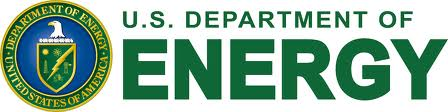 DEPARTMENT OF ENERGY
UNITED STATES OF AMERICA
U.S. DEPARTMENT OF
ENERGY